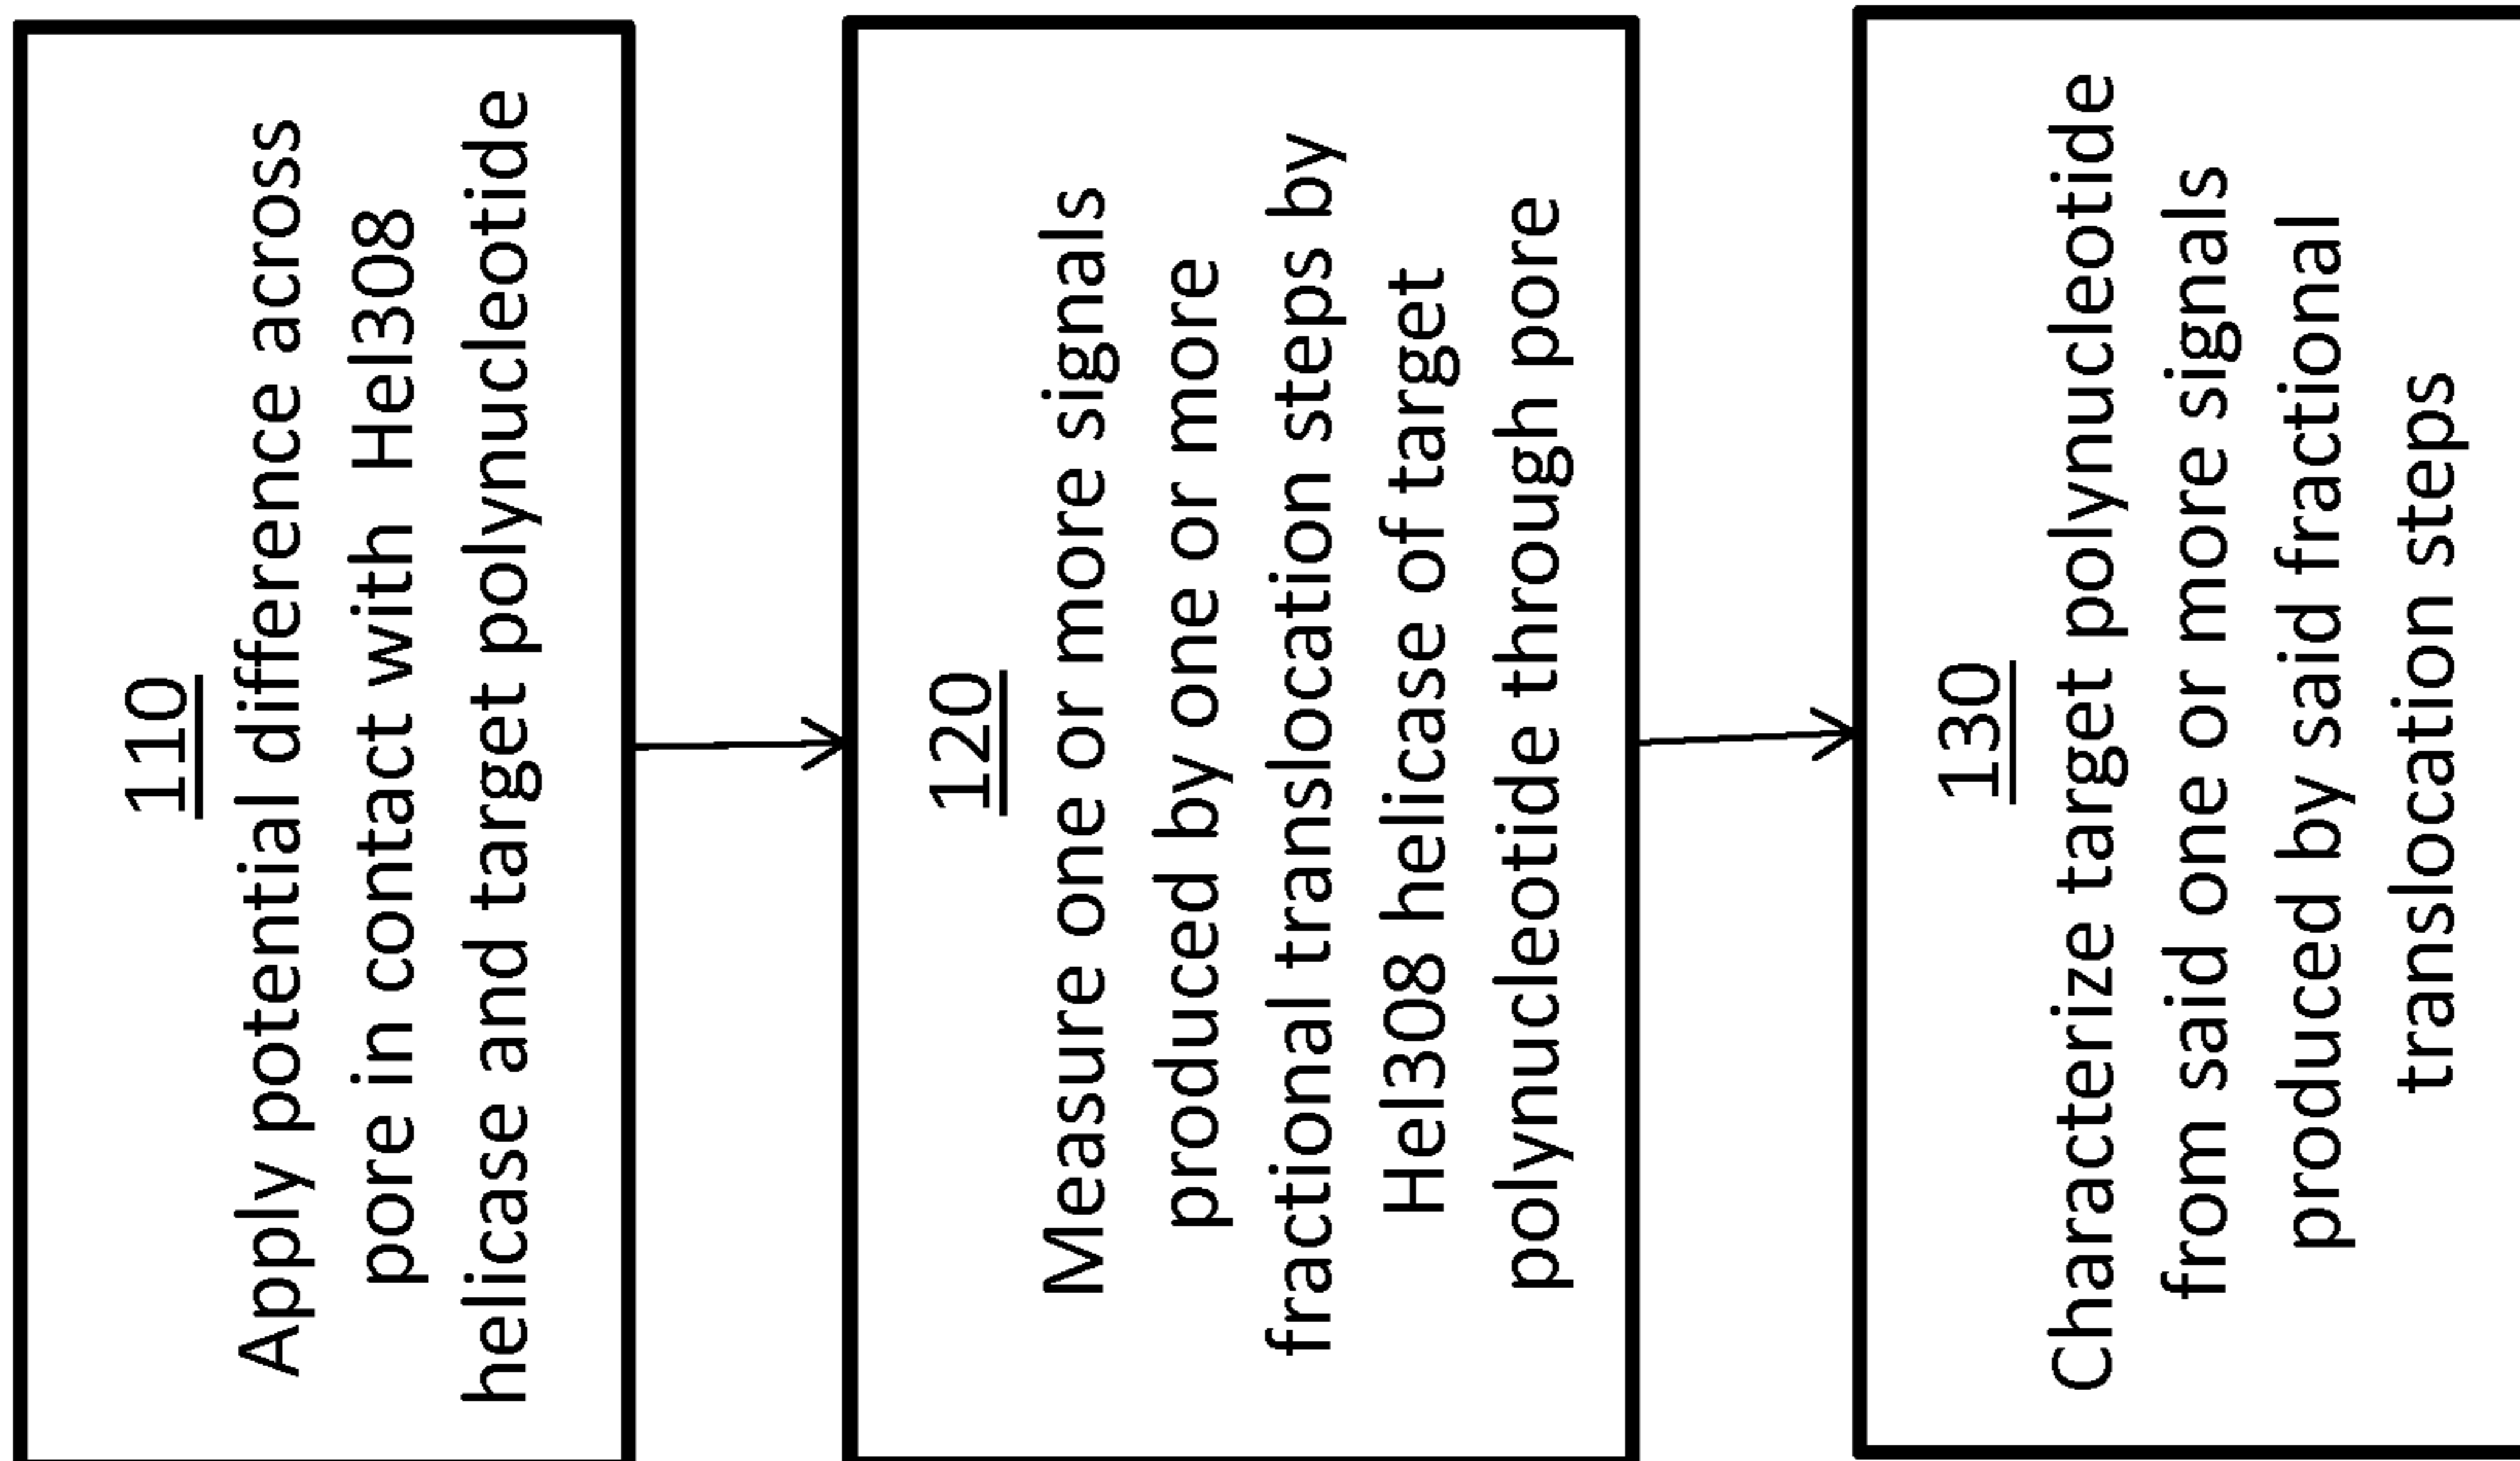 110
Apply potential difference across
pore in contact with Hel308
helicase and target polynucleotide
120
Measure one or more signals
produced by one or more
fractional translocation steps by
Hel308 helicase of target
polynucleotide through pore
130
Characterize target polynucleotide
from said one or more signals
produced by said fractional
translocation steps